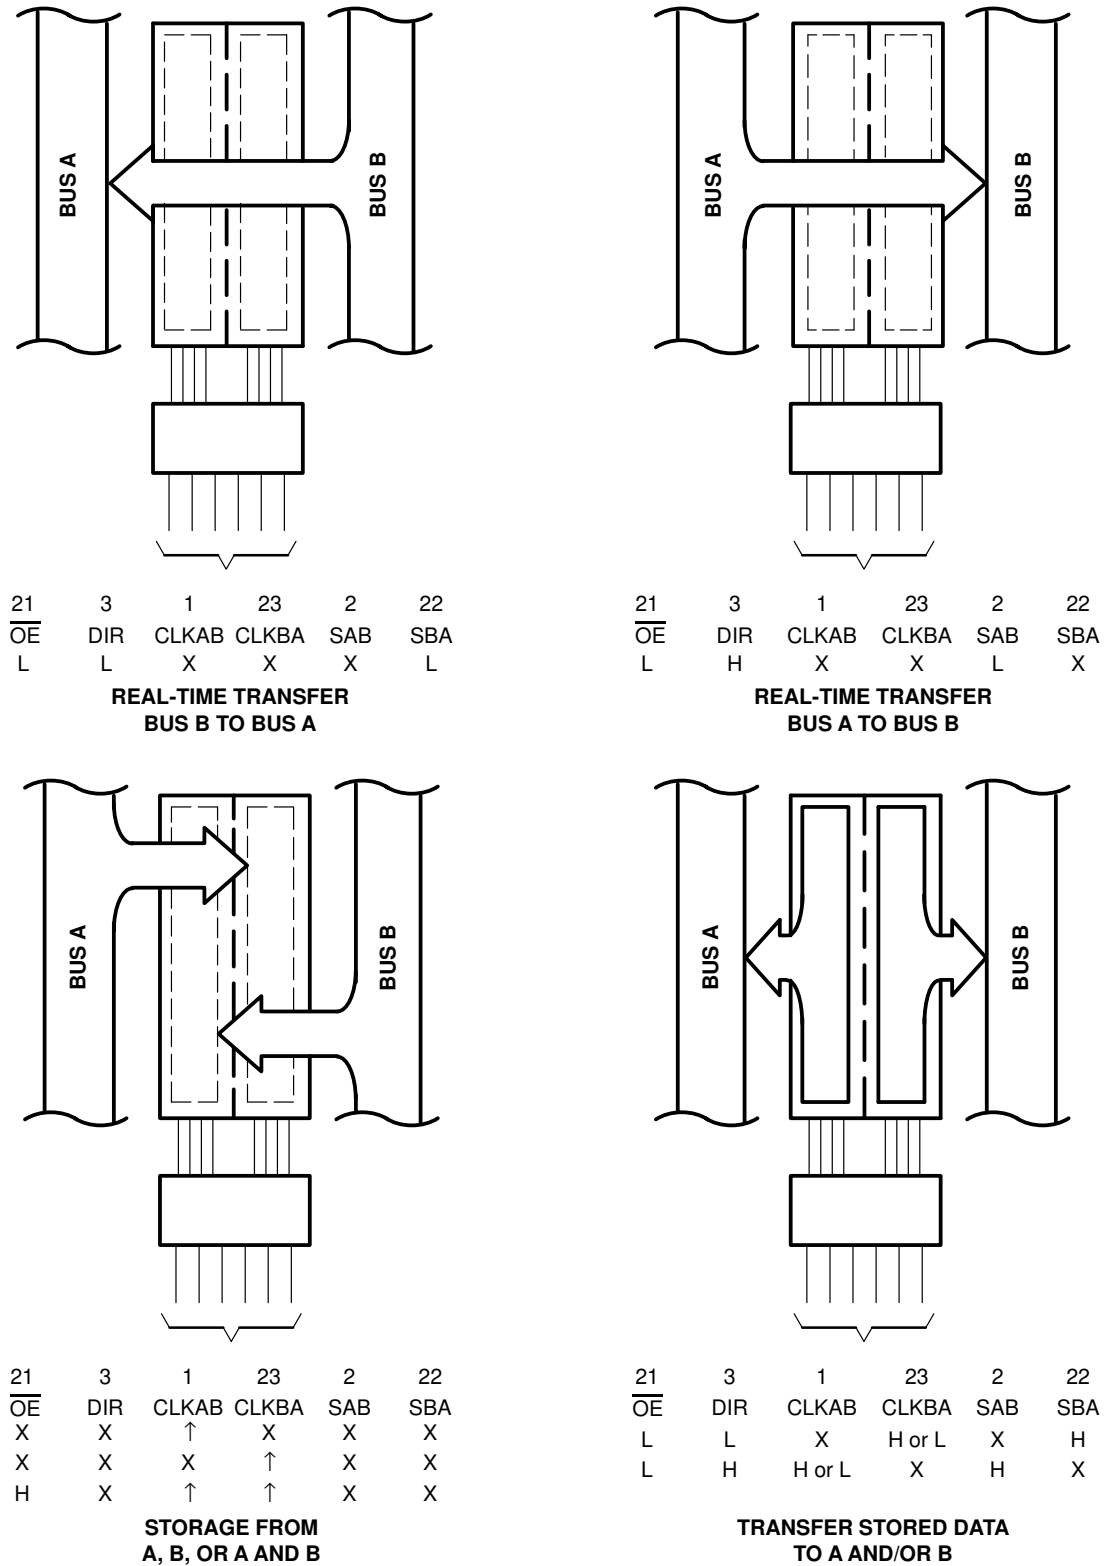 BUS A
BUS B
21 3 1 23 2 22
OE DIR CLKAB CLKBA SAB SBA
L L X X X L
REAL-TIME TRANSFER
BUS B TO BUS A
BUS A
BUS B
21 3 1 23 2 22
OE DIR CLKAB CLKBA SAB SBA
L H X X L X
REAL-TIME TRANSFER
BUS A TO BUS B
BUS A
BUS B
21 3 1 23 2 22
OE DIR CLKAB CLKBA SAB SBA
X X ↑ X X X
X X X ↑ X X
H X ↑ ↑ X X
STORAGE FROM
A, B, OR A AND B
BUS A
BUS B
21 3 1 23 2 22
OE DIR CLKAB CLKBA SAB SBA
L L X H or L X H
L H H or L X H X
TRANSFER STORED DATA
TO A AND/OR B